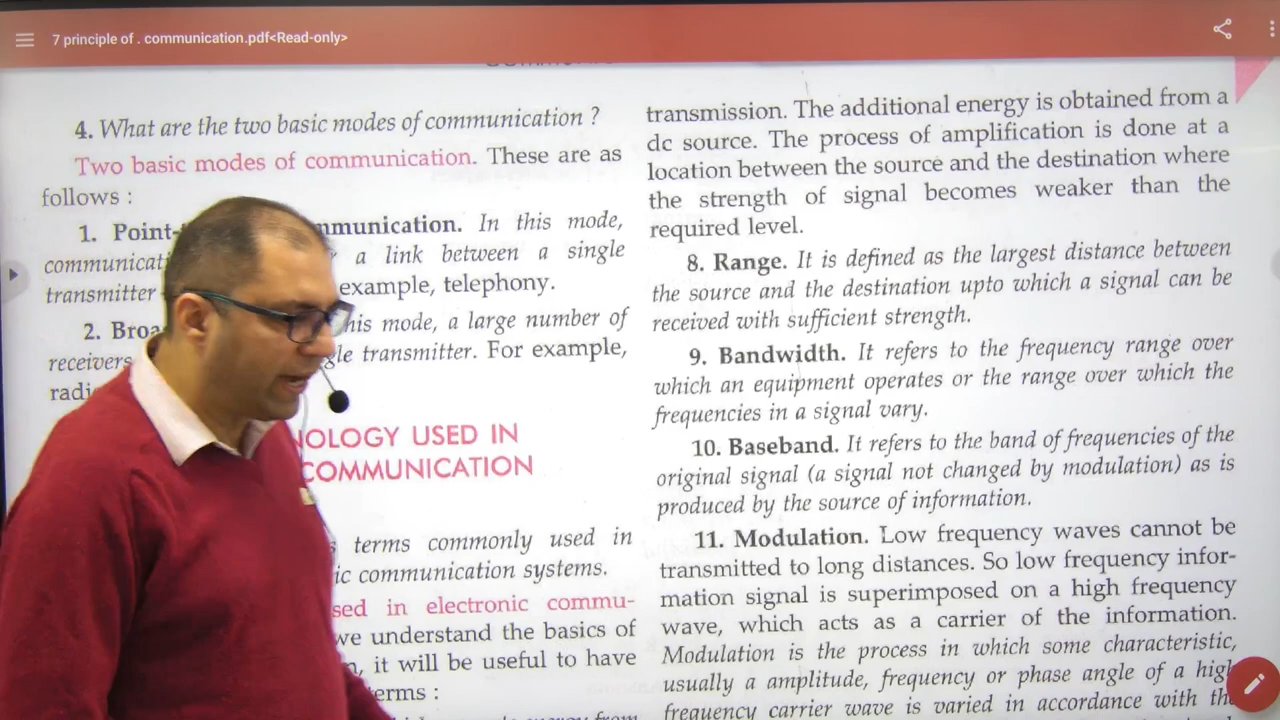 7 principle of . communication.pdf<Read-only>
4. What are the two basic modes of communication ?
Two basic modes of communication. These are as
follows :
1. Point- mmunication. In this mode,
communicati a link between a single
transmitter example, telephony.
2. Broa his mode, a large number of
receivers gle transmitter. For example,
radi
NOLOGY USED IN
COMMUNICATION
terms commonly used in
ic communication systems.
sed in electronic commu-
we understand the basics of
, it will be useful to have
terms :
transmission. The additional energy is obtained from a
dc source. The process of amplification is done at a
location between the source and the destination where
the strength of signal becomes weaker than the
required level.
8. Range. It is defined as the largest distance between
the source and the destination upto which a signal can be
received with sufficient strength.
9. Bandwidth. It refers to the frequency range over
which an equipment operates or the range over which the
frequencies in a signal vary.
10. Baseband. It refers to the band of frequencies of the
original signal (a signal not changed by modulation) as is
produced by the source of information.
11. Modulation. Low frequency waves cannot be
transmitted to long distances. So low frequency infor-
mation signal is superimposed on a high frequency
wave, which acts as a carrier of the information.
Modulation is the process in which some characteristic,
usually a amplitude, frequency or phase angle of a high
frequency carrier wave is varied in accordance with the